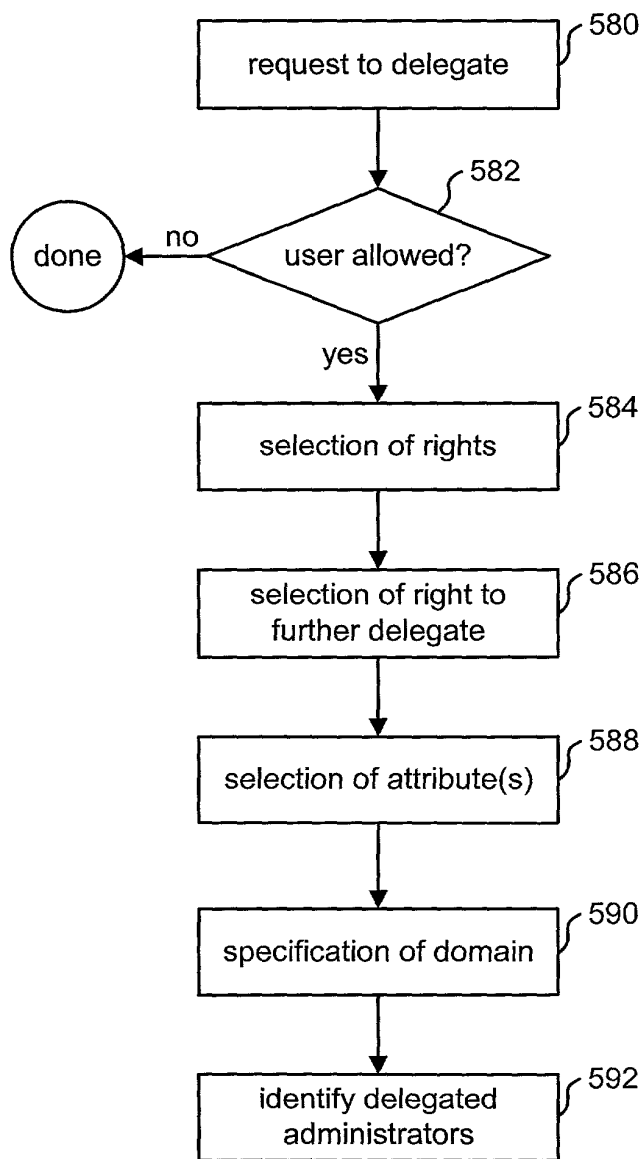 580
request to delegate
582
no
done
user allowed?
yes
584
selection of rights
586
selection of right to
further delegate
588
selection of attribute(s)
590
specification of domain
592
identify delegated
administrators